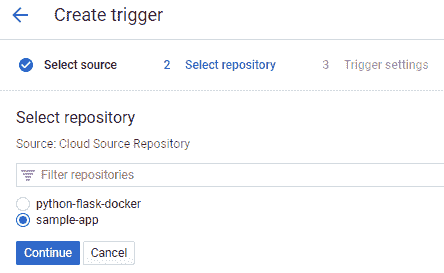 Create trigger
Select source 2 Select repository 3 Trigger settings
Select repository
Source: Cloud Source Repository
Filter repositories
python-flask-docker
sample-app
Continue Cancel